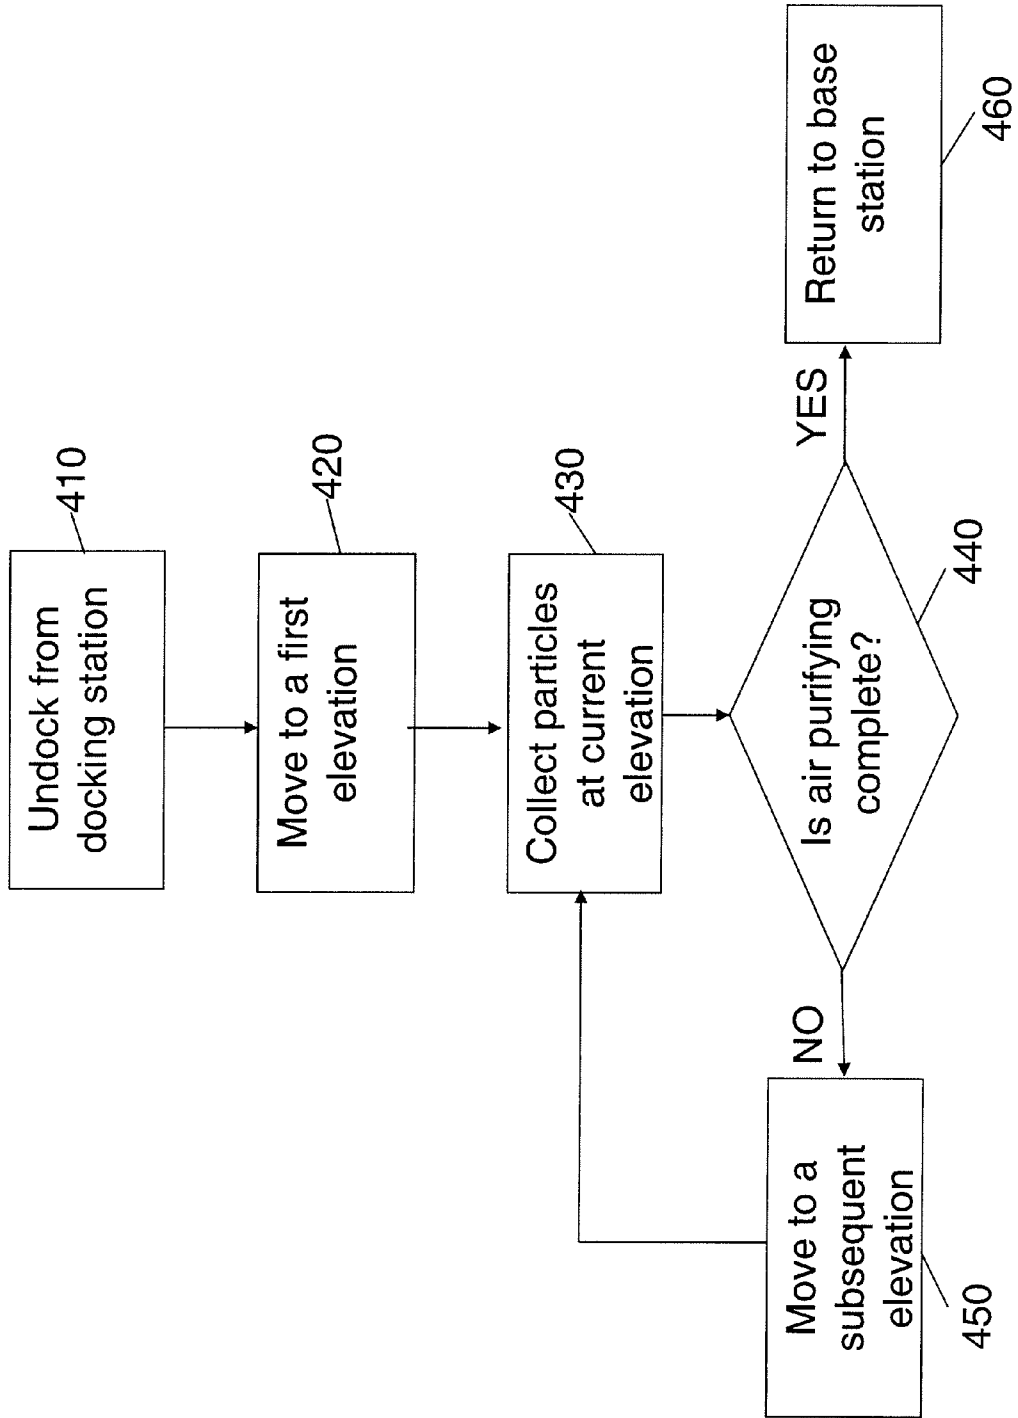 Undock from
docking station
410
Move to a first
elevation
420
Collect particles
at current
elevation
430
Is air purifying
complete?
440
NO
YES
Move to a
subsequent
elevation
450
Return to base
station
460